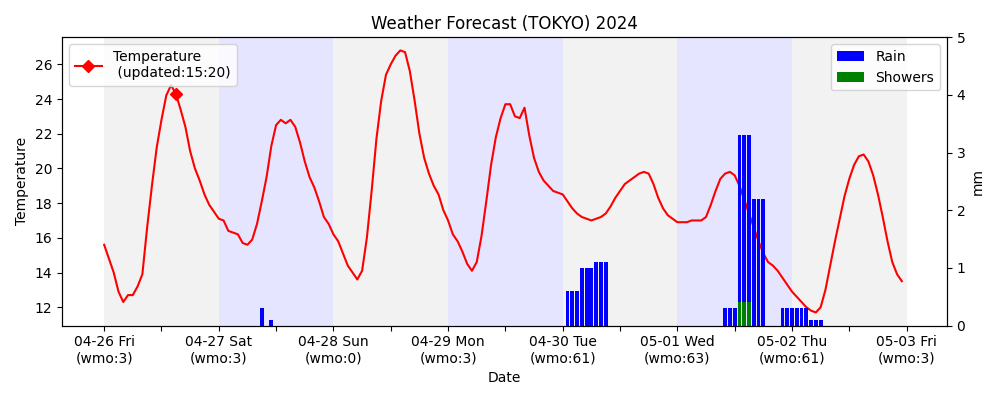 Weather Forecast (TOKYO) 2024
Temperature
(updated:15:20)
Rain
Showers
Temperature
26
24
22
20
18
16
14
12
5
4
3
2
1
0
mm
04-26 Fri
(wmo:3)
04-27 Sat
(wmo:3)
04-28 Sun
(wmo:0)
04-29 Mon
(wmo:3)
04-30 Tue
(wmo:61)
05-01 Wed
(wmo:63)
05-02 Thu
(wmo:61)
05-03 Fri
(wmo:3)
Date